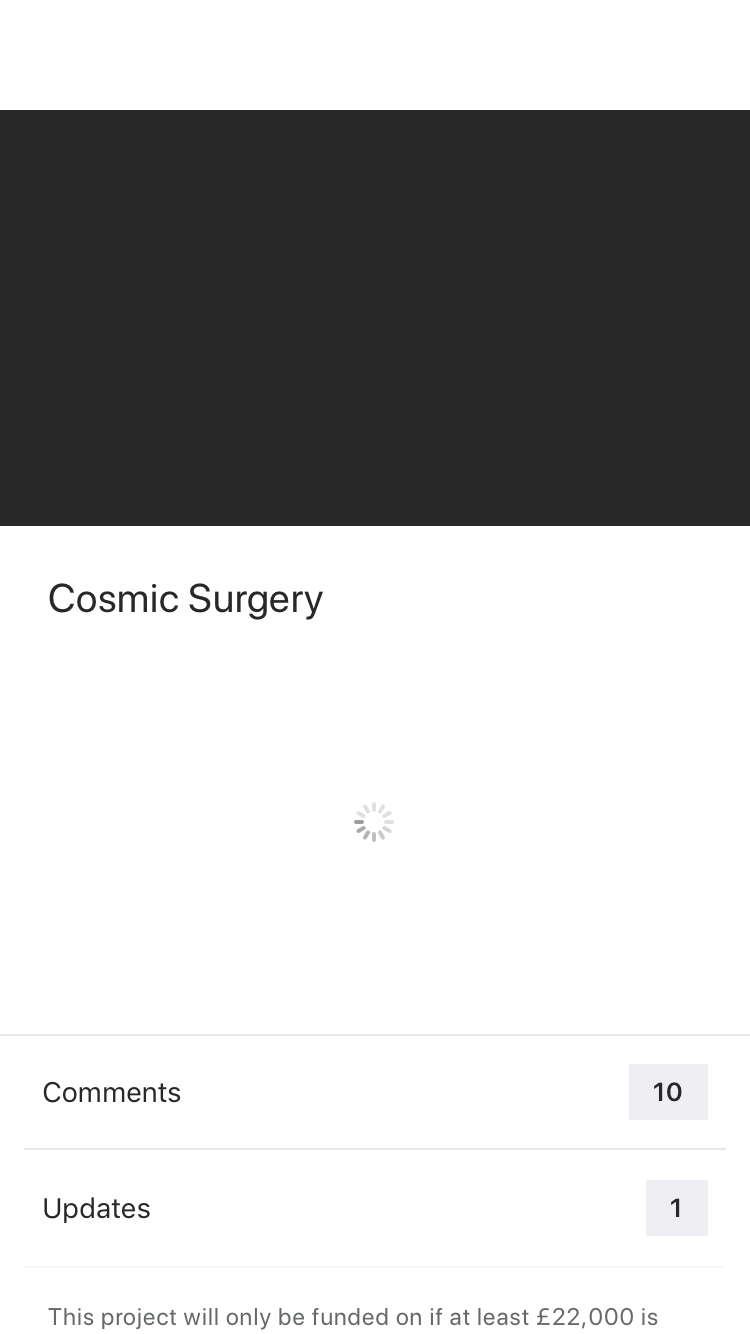 Cosmic Surgery
Comments
10
Updates
1
This project will only be funded on if at least £22,000 is